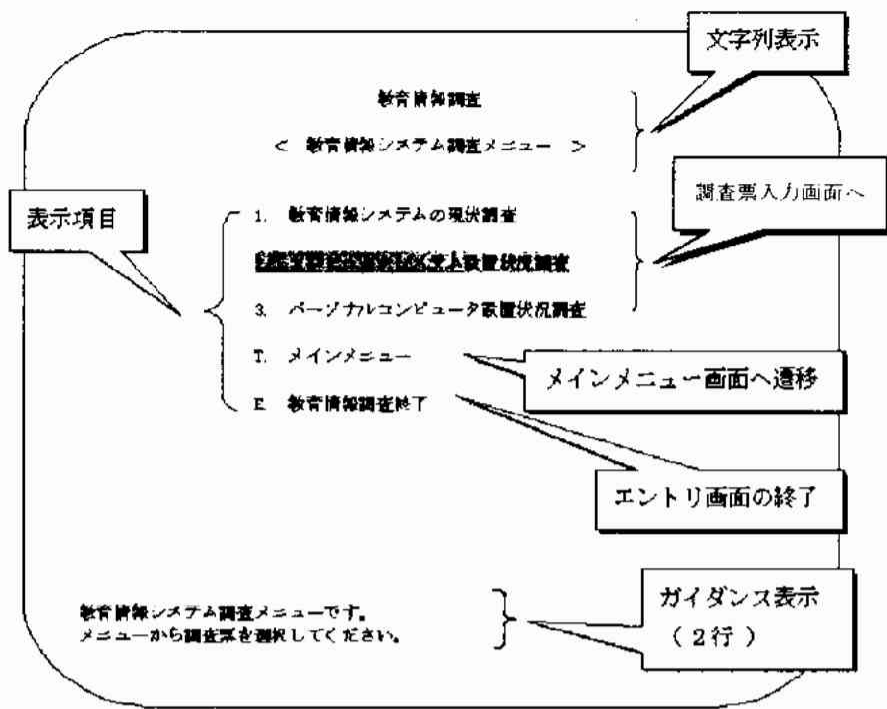 文字列表示
教育情報調査
< 教育情報システム調査メニュー >
調査票入力画面へ
表示項目
1. 教育情報システムの現状調査
設置状況調査
3. パーソナルコンピュータ設置状況調査
T. メインメニュー
メインメニュー画面へ遷移
E. 教育情報調査終了
エントリ画面の終了
ガイダンス表示
(2行)
教育情報システム調査メニューです。
メニューから調査票を選択してください。